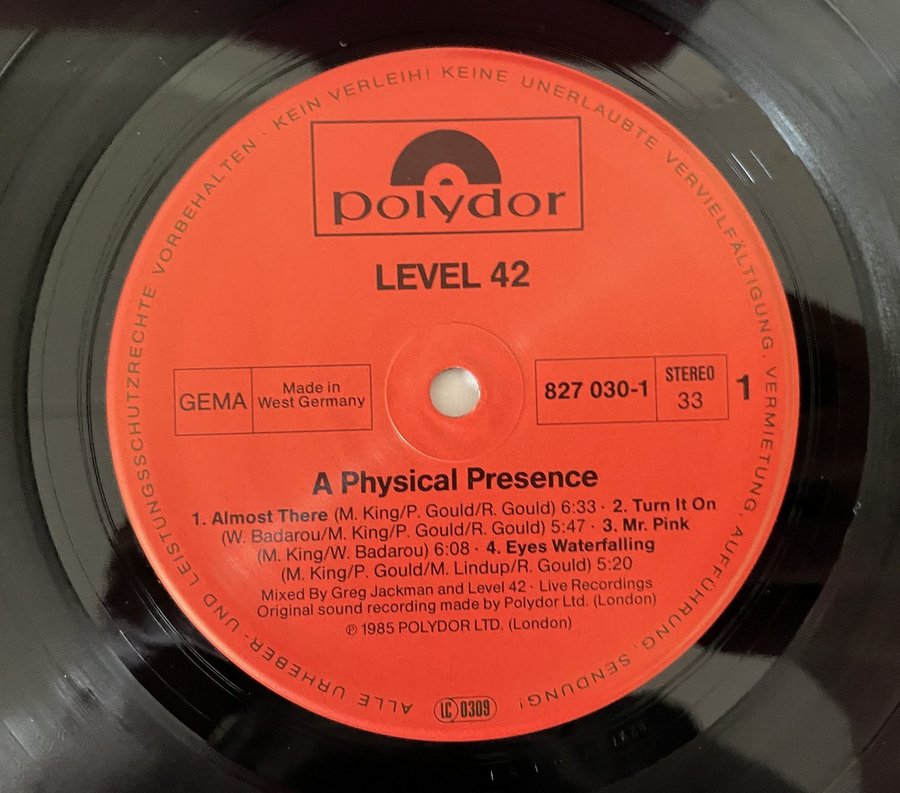 ALLE URHEBER- UND LEISTUNGSSCHUTZRECHTE VORBEHALTEN · KEIN VERLEIH! KEINE UNERLAUBTE VERVIELFÄLTIGUNG, VERMIETUNG, AUFFÜHRUNG, SENDUNG!
polydor
LEVEL 42
GEMA
Made in
West Germany
827 030-1
STEREO
33
1
A Physical Presence
1. Almost There (M. King/P. Gould/R. Gould) 6:33 · 2. Turn It On
(W. Badarou/M. King/P. Gould/R. Gould) 5:47 · 3. Mr. Pink
(M. King/W. Badarou) 6:08 · 4. Eyes Waterfalling
(M. King/P. Gould/M. Lindup/R. Gould) 5:20
Mixed By Greg Jackman and Level 42 · Live Recordings
Original sound recording made by Polydor Ltd. (London)
℗ 1985 POLYDOR LTD. (London)
LC 0309